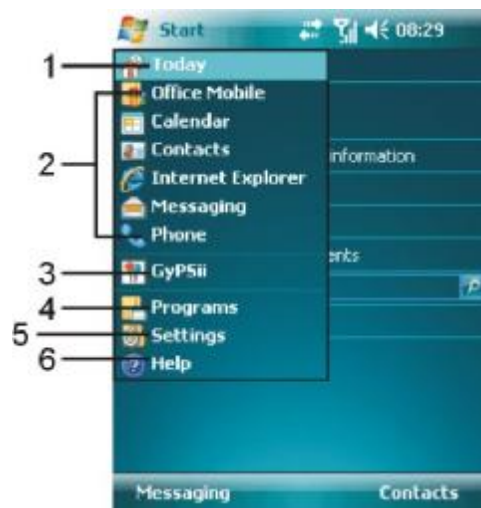 Start 08:29
1 Today
2 Office Mobile
Calendar
Contacts
information
Internet Explorer
Messaging
Phone
ents
3 GyPSii
4 Programs
5 Settings
6 Help
Messaging Contacts